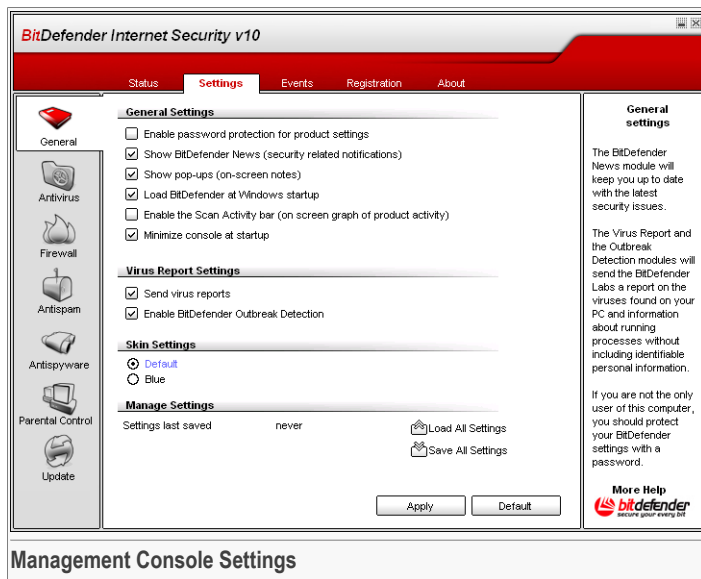 BitDefender Internet Security v10
Status Settings Events Registration About
General
Antivirus
Firewall
Antispam
Antispyware
Parental Control
Update
General Settings
Enable password protection for product settings
Show BitDefender News (security related notifications)
Show pop-ups (on-screen notes)
Load BitDefender at Windows startup
Enable the Scan Activity bar (on screen graph of product activity)
Minimize console at startup
Virus Report Settings
Send virus reports
Enable BitDefender Outbreak Detection
Skin Settings
Default
Blue
Manage Settings
Settings last saved never
Load All Settings
Save All Settings
Apply Default
General
settings
The BitDefender
News module will
keep you up to date
with the latest
security issues.
The Virus Report and
the Outbreak
Detection modules will
send the BitDefender
Labs a report on the
viruses found on your
PC and information
about running
processes without
including identifiable
personal information.
If you are not the only
user of this computer,
you should protect
your BitDefender
settings with a
password.
More Help
bitdefender
secure your every bit
Management Console Settings